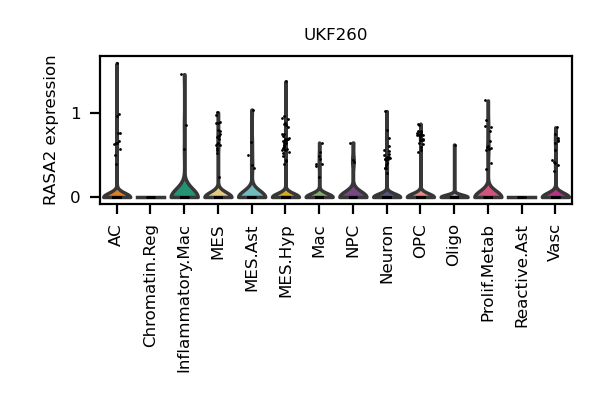 UKF260
RASA2 expression
1
0
AC
Chromatin.Reg
Inflammatory.Mac
MES
MES.Ast
MES.Hyp
Mac
NPC
Neuron
OPC
Oligo
Prolif.Metab
Reactive.Ast
Vasc